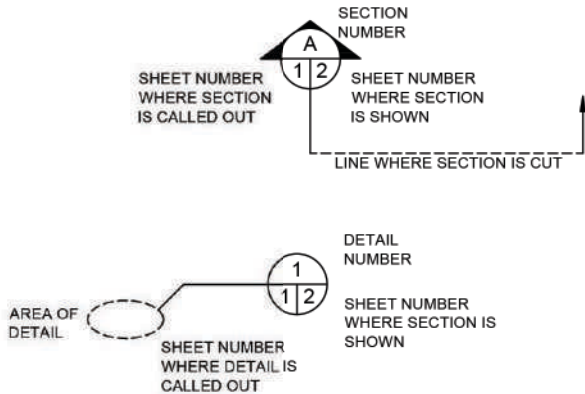 SECTION
NUMBER
A
1 2
SHEET NUMBER
WHERE SECTION
IS CALLED OUT
SHEET NUMBER
WHERE SECTION
IS SHOWN
LINE WHERE SECTION IS CUT
DETAIL
NUMBER
1
1 2
AREA OF
DETAIL
SHEET NUMBER
WHERE SECTION IS
SHOWN
SHEET NUMBER
WHERE DETAIL IS
CALLED OUT